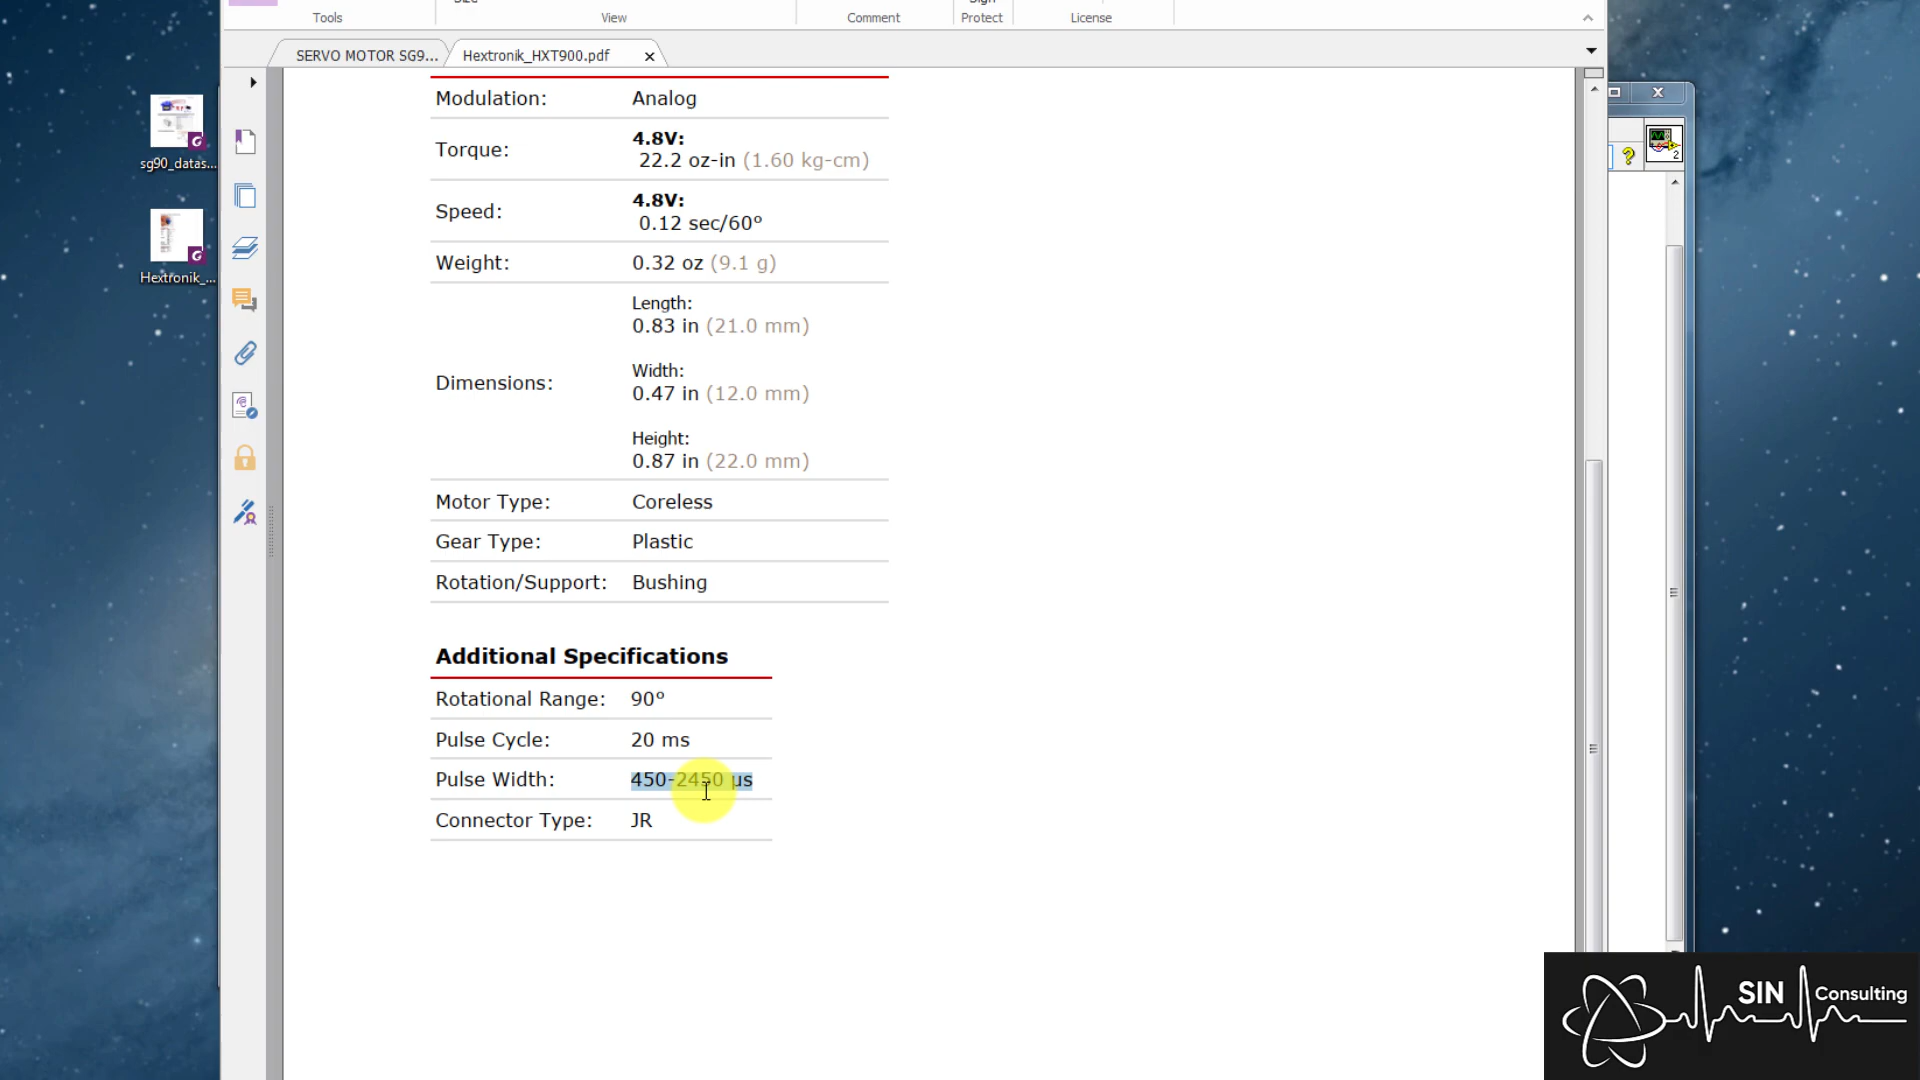 Tools
View
Comment
Protect
License
SERVO MOTOR SG9...
Hextronik_HXT900.pdf
Modulation: Analog
Torque: 4.8V:
22.2 oz-in (1.60 kg-cm)
Speed: 4.8V:
0.12 sec/60º
Weight: 0.32 oz (9.1 g)
Dimensions:
Length:
0.83 in (21.0 mm)
Width:
0.47 in (12.0 mm)
Height:
0.87 in (22.0 mm)
Motor Type: Coreless
Gear Type: Plastic
Rotation/Support: Bushing
Additional Specifications
Rotational Range: 90º
Pulse Cycle: 20 ms
Pulse Width: 450-2450 µs
Connector Type: JR
sg90_datas...
Hextronik_...
2
SIN Consulting